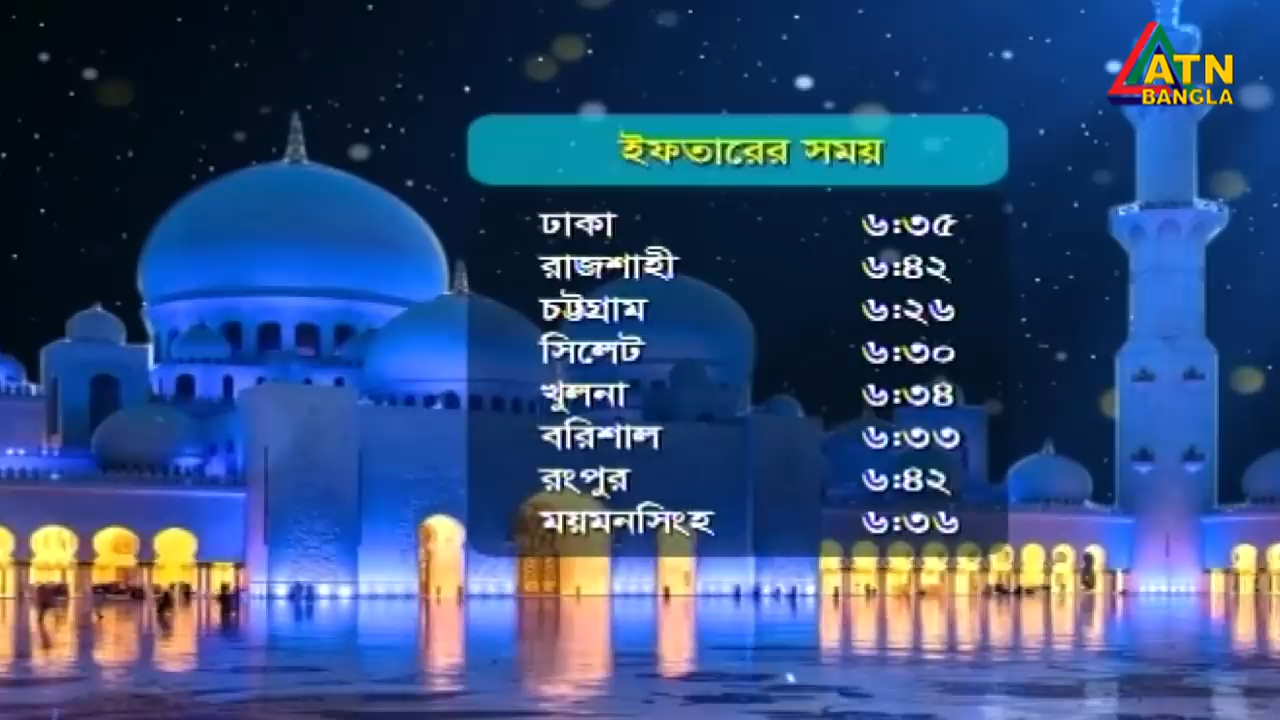 ATN
BANGLA
ইফতারের সময়
ঢাকা ৬:৩৫
রাজশাহী ৬:৪২
চট্টগ্রাম ৬:২৬
সিলেট ৬:৩০
খুলনা ৬:৩৪
বরিশাল ৬:৩৩
রংপুর ৬:৪২
ময়মনসিংহ ৬:৩৬